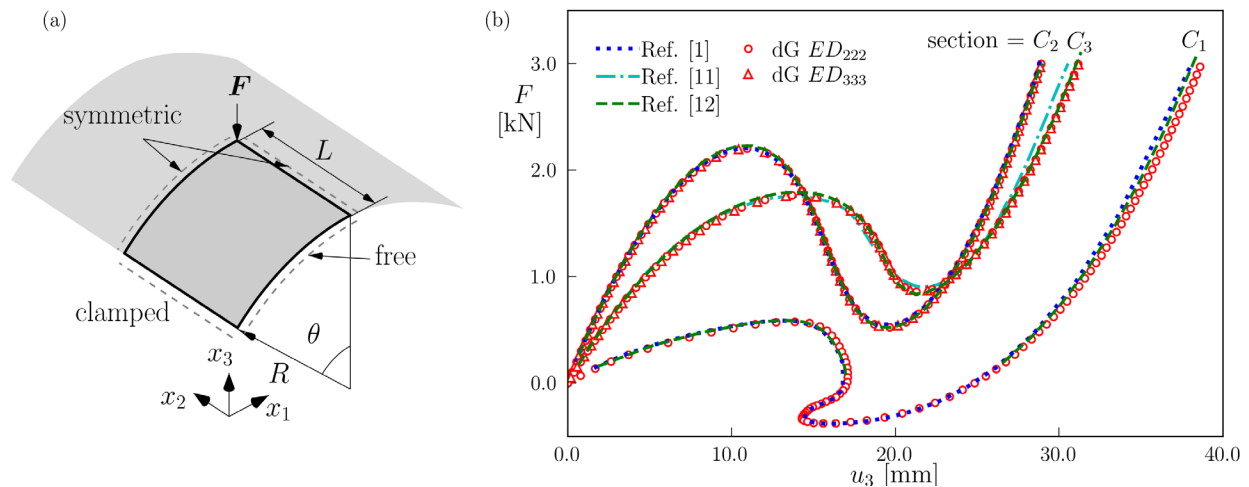 (a)
F
symmetric
L
free
clamped
θ
R
x₃
x₂
x₁
(b)
Ref. [1]
Ref. [11]
Ref. [12]
dG ED₂₂₂
dG ED₃₃₃
section = C₂ C₃ C₁
F
[kN]
3.0
2.0
1.0
0.0
0.0 10.0 20.0 30.0 40.0
u₃ [mm]